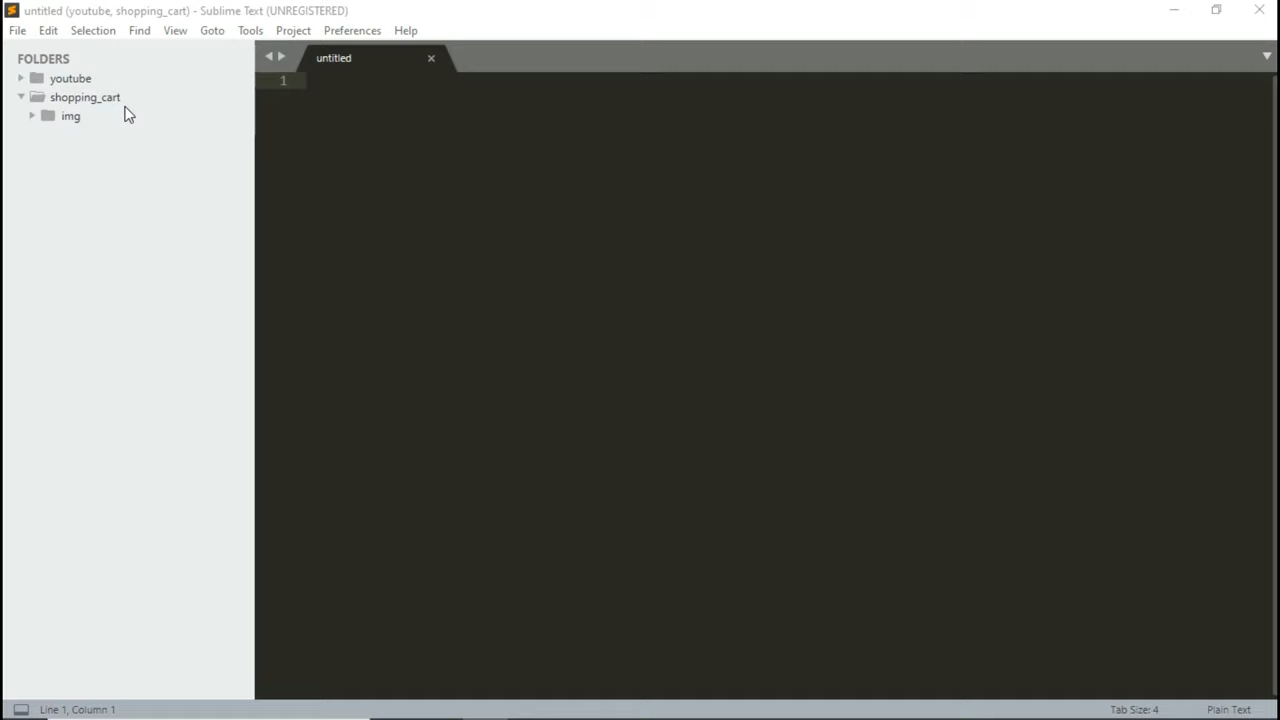 untitled (youtube, shopping_cart) - Sublime Text (UNREGISTERED)
File Edit Selection Find View Goto Tools Project Preferences Help
FOLDERS
youtube
shopping_cart
img
untitled
1
Line 1, Column 1
Tab Size: 4
Plain Text